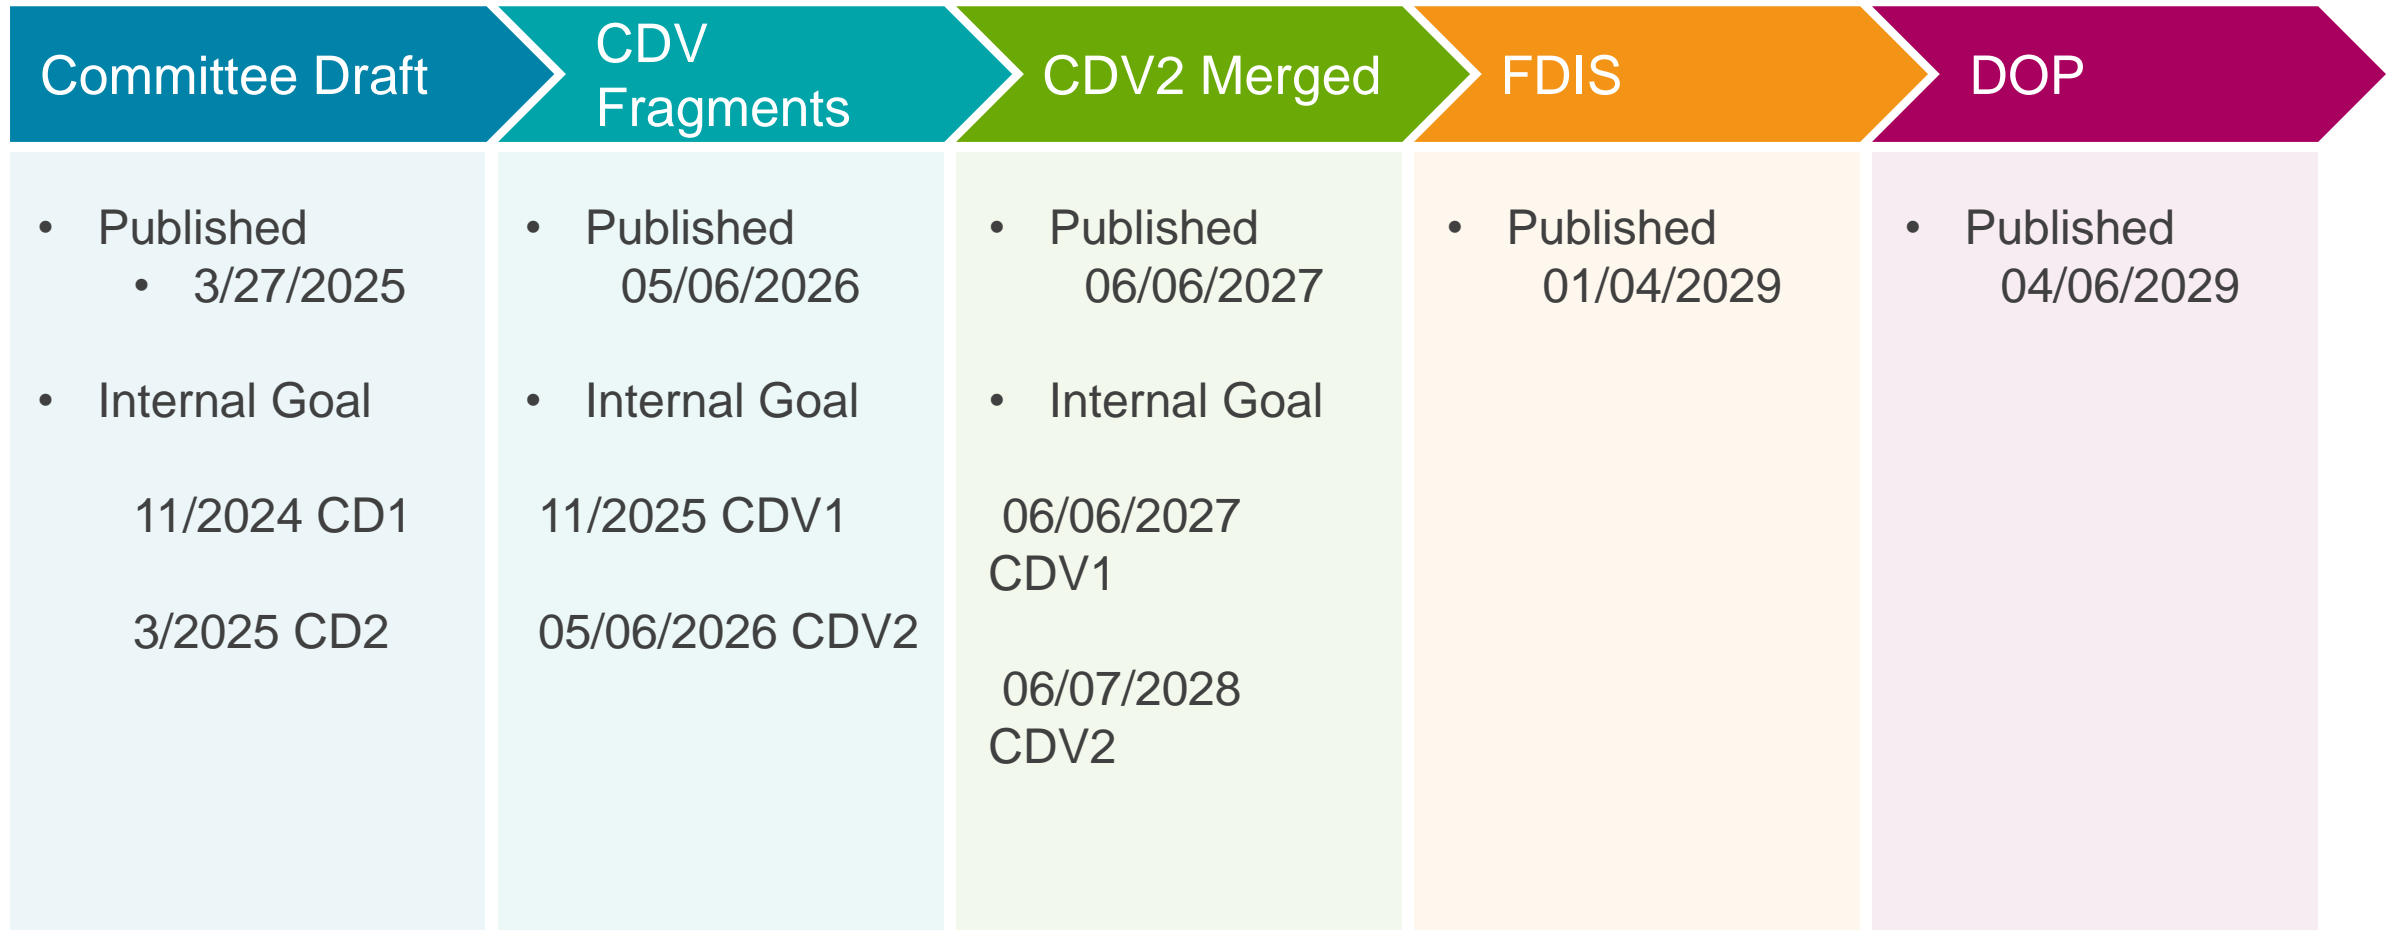 Committee Draft
CDV
Fragments
CDV2 Merged
FDIS
DOP
• Published
• 3/27/2025
• Internal Goal
11/2024 CD1
3/2025 CD2
• Published
05/06/2026
• Internal Goal
11/2025 CDV1
05/06/2026 CDV2
• Published
06/06/2027
• Internal Goal
06/06/2027
CDV1
06/07/2028
CDV2
• Published
01/04/2029
• Published
04/06/2029